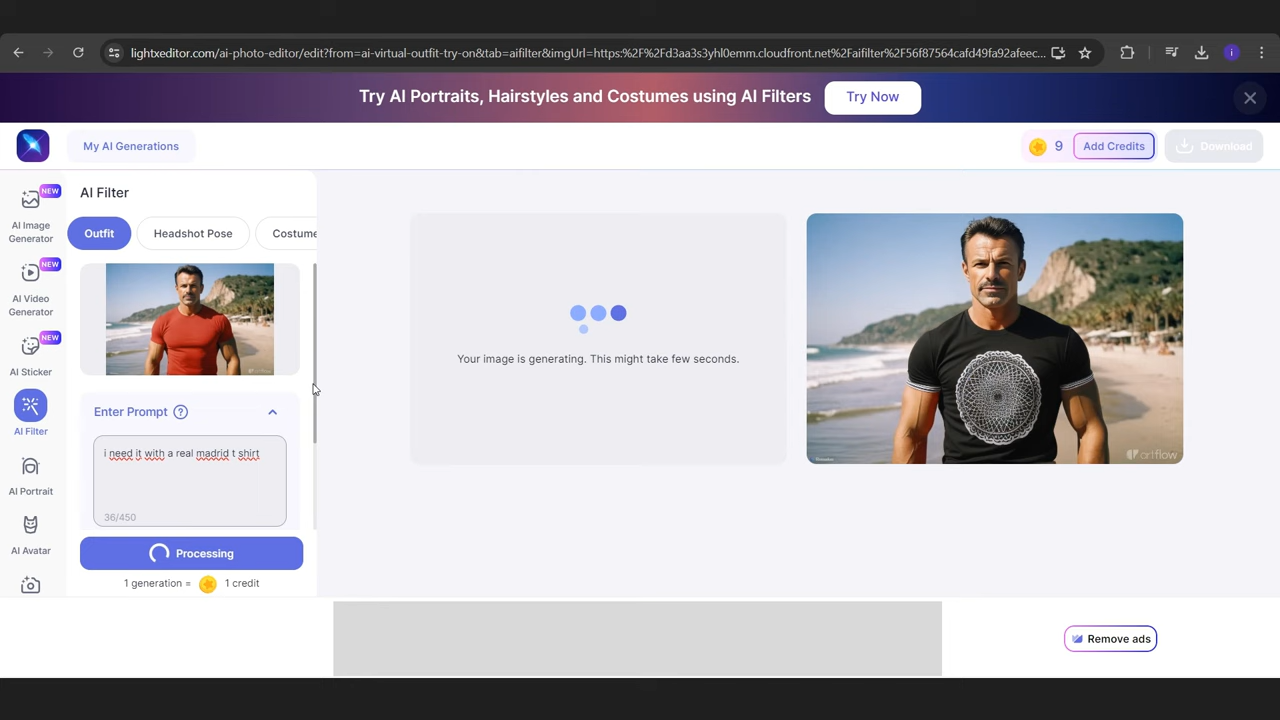 lightxeditor.com/ai-photo-editor/edit?from=ai-virtual-outfit-try-on&tab=aifilter&imgUrl=https:%2F%2Fd3aa3s3yhl0emm.cloudfront.net%2Faifilter%2F56f87564cafd49fa92afeec...
i
Try AI Portraits, Hairstyles and Costumes using AI Filters
Try Now
My AI Generations
9
Add Credits
Download
NEW
AI Image
Generator
NEW
AI Video
Generator
NEW
AI Sticker
AI Filter
AI Portrait
AI Avatar
AI Filter
Outfit
Headshot Pose
Costume
Enter Prompt ?
i need it with a real madrid t shirt
36/450
Processing
1 generation = 1 credit
Your image is generating. This might take few seconds.
artflow
Remove ads